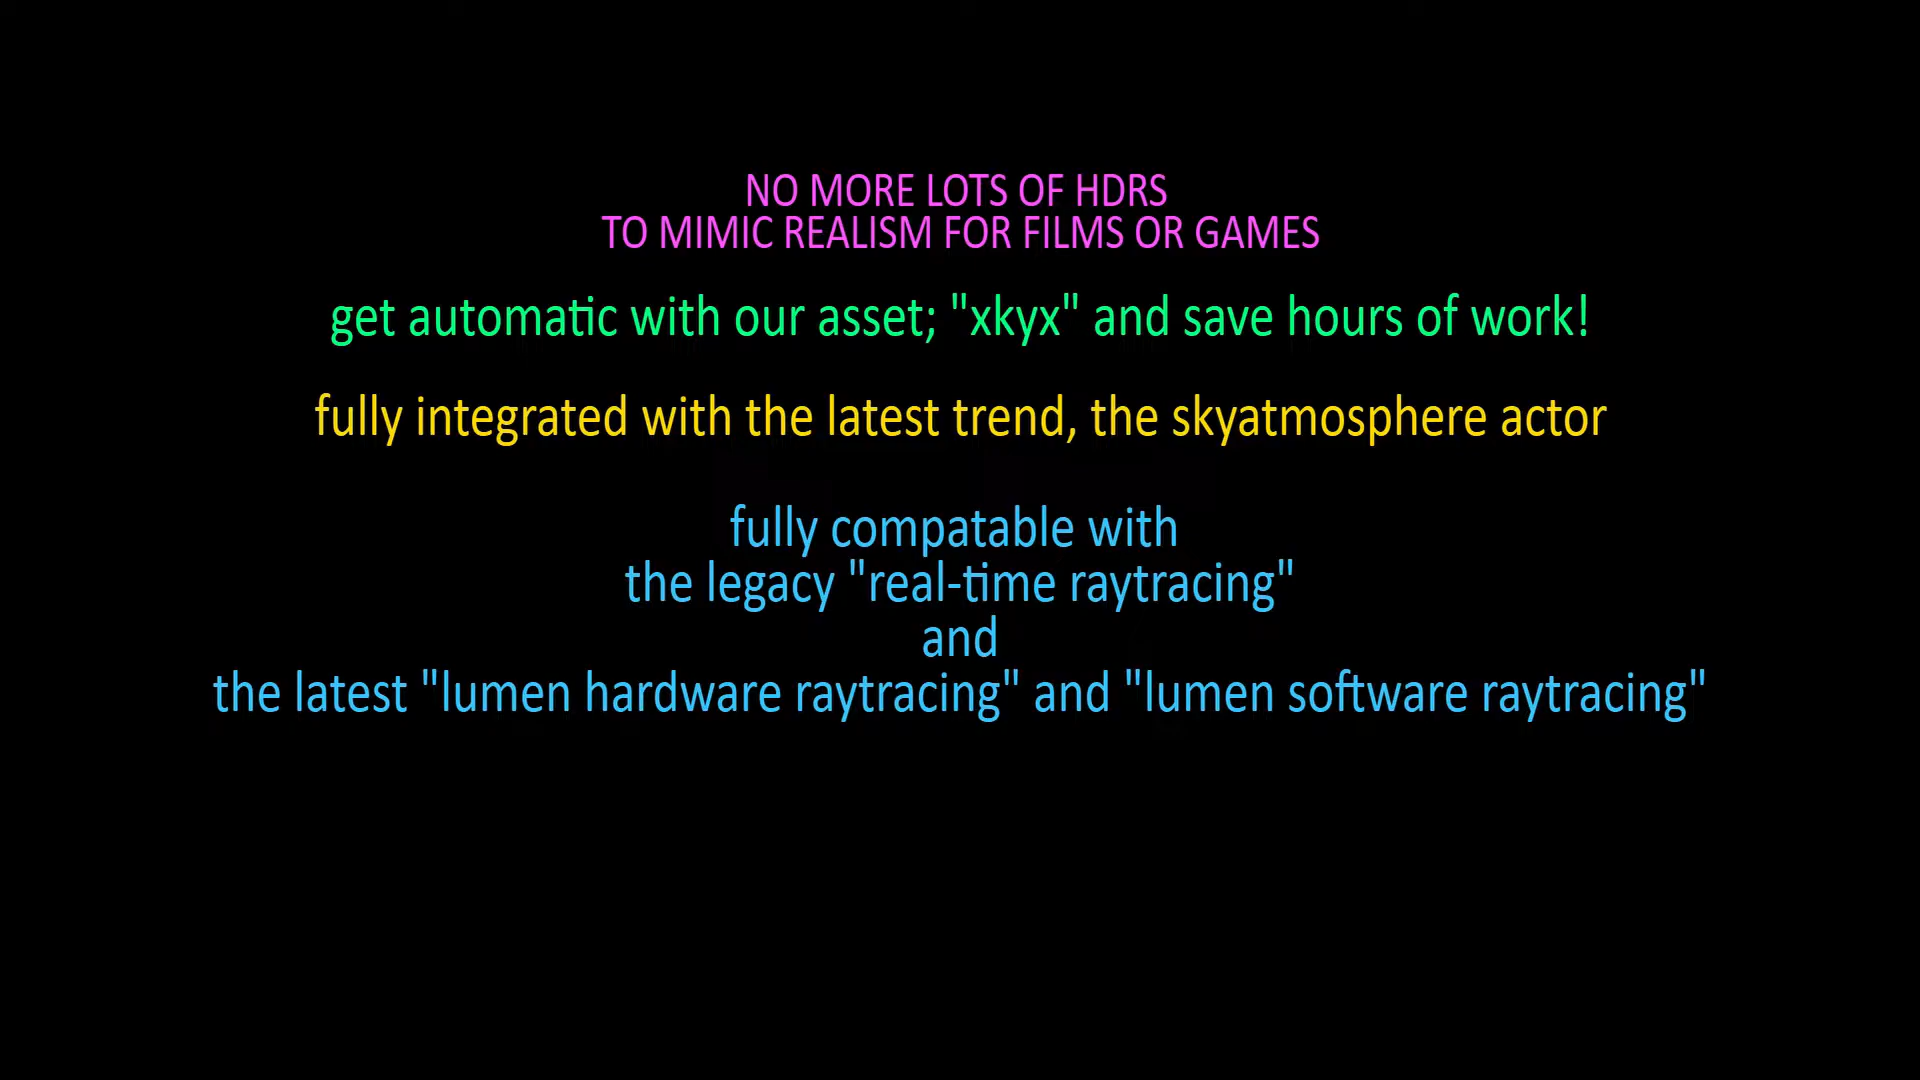 NO MORE LOTS OF HDRS
TO MIMIC REALISM FOR FILMS OR GAMES
get automatic with our asset; "xkyx" and save hours of work!
fully integrated with the latest trend, the skyatmosphere actor
fully compatable with
the legacy "real-time raytracing"
and
the latest "lumen hardware raytracing" and "lumen software raytracing"